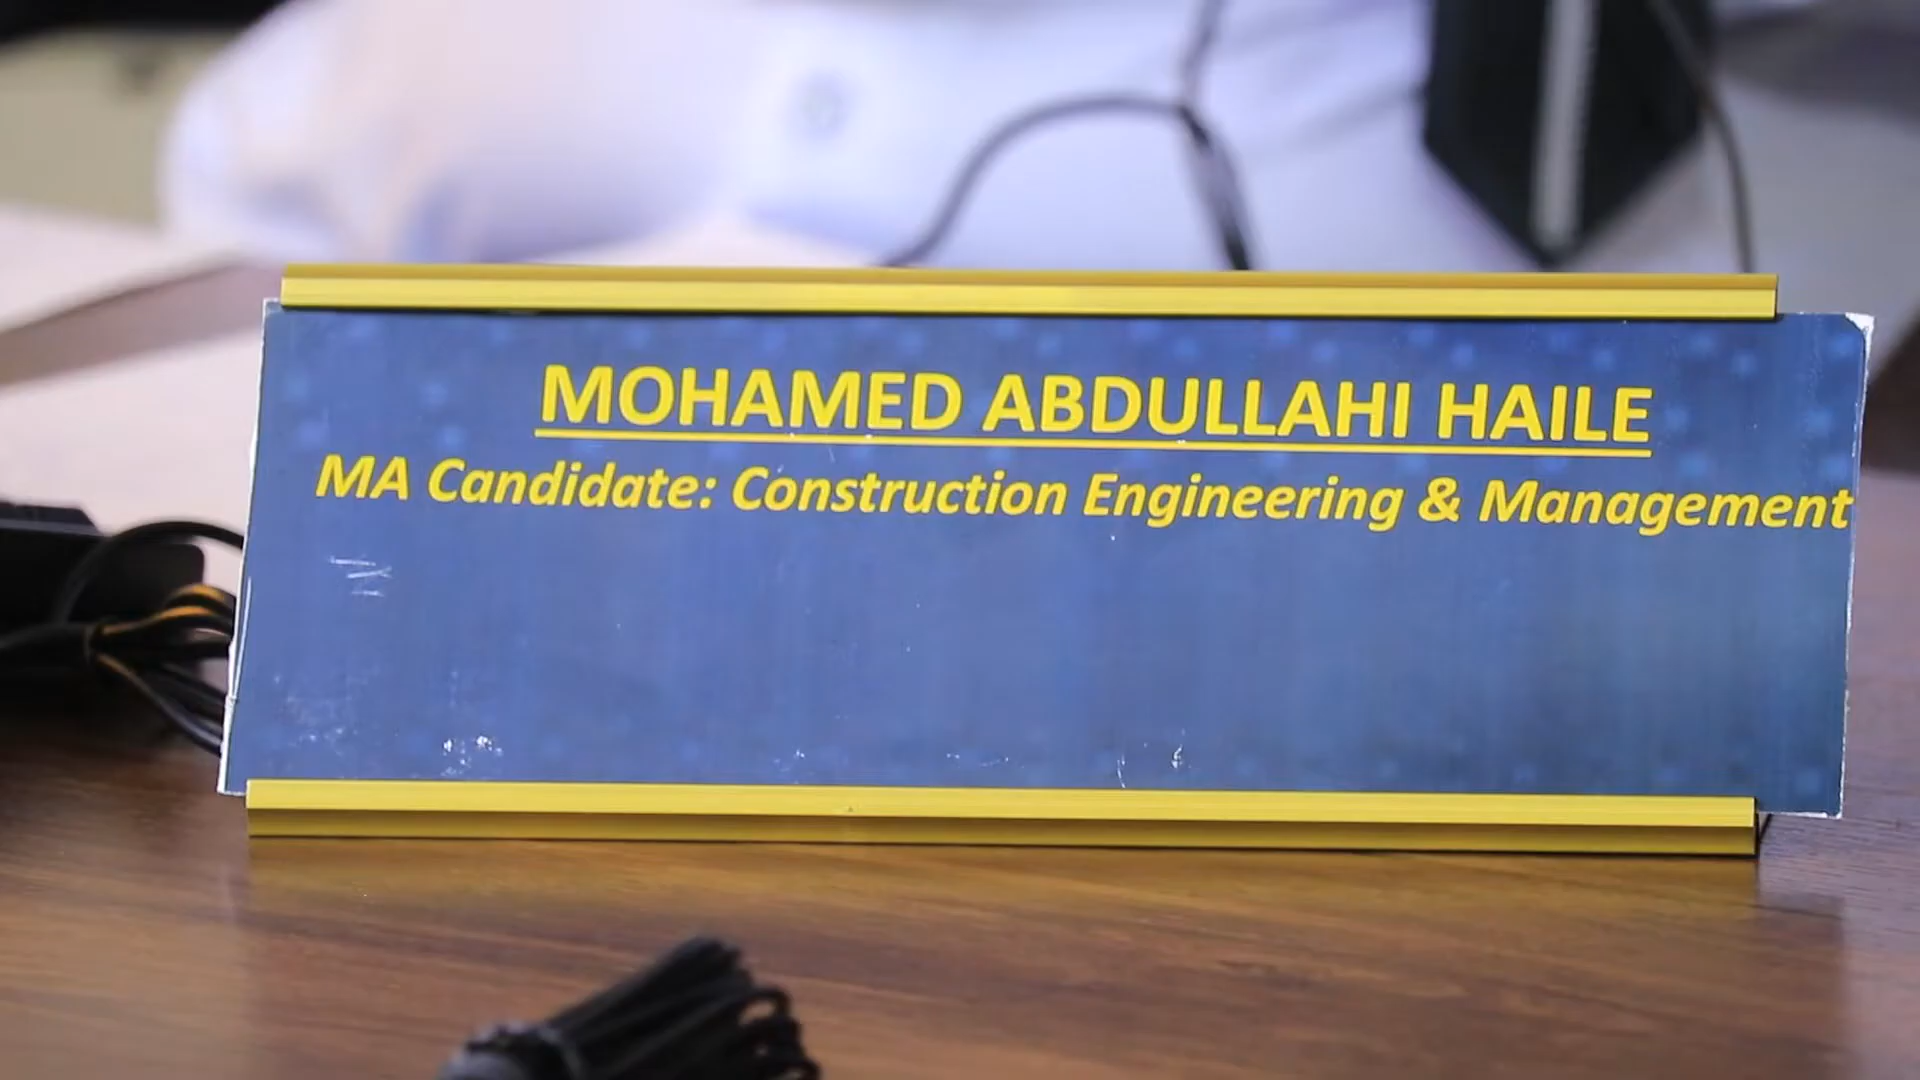 MOHAMED ABDULLAHI HAILE
MA Candidate: Construction Engineering & Management